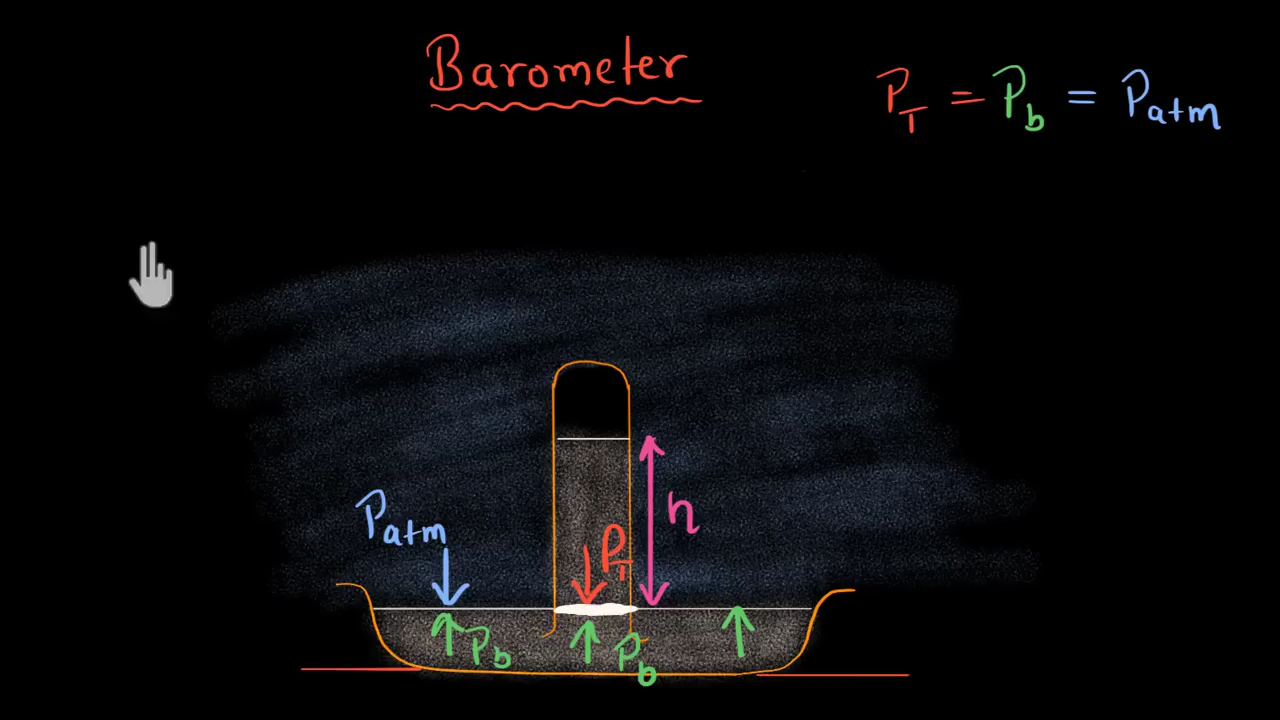 Barometer
P_T = P_b = P_atm
P_atm
h
P_T
P_b
P_b